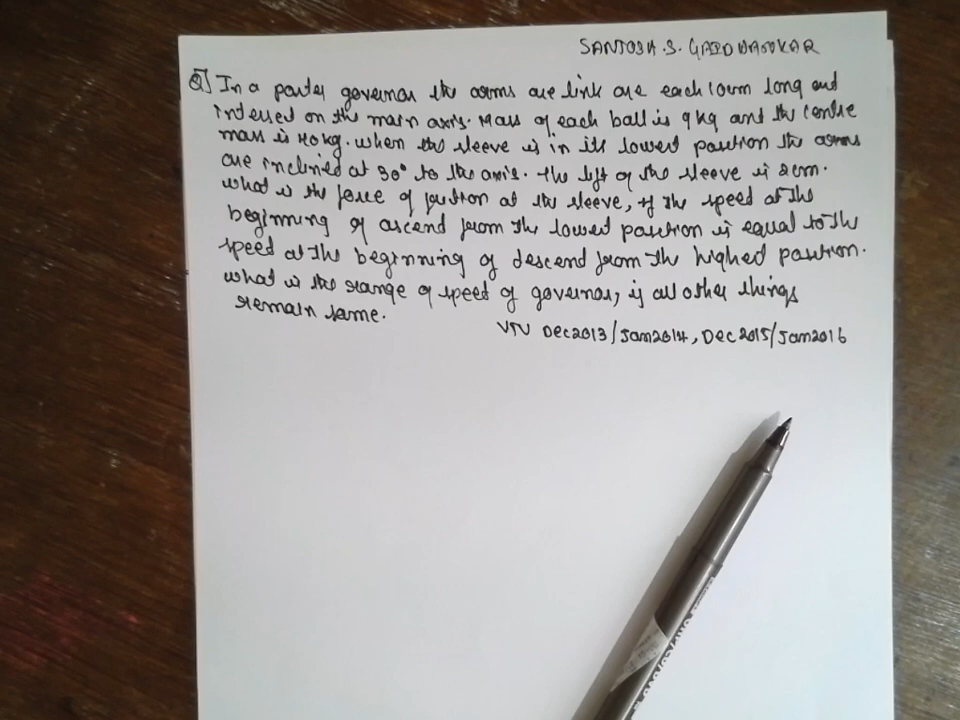 SANTOSH.S. GAIDHANKAR
Q] In a porter governor the arms are link are each 10cm long and
intersed on the main axis. Mass of each ball is 9kg and the centre
mass is 40kg. when the sleeve is in its lowest position the arms
are inclined at 30° to the axis. The lift of the sleeve is 2cm.
what is the force of friction at the sleeve, if the speed at the
beginning of ascend from the lowest position is equal to the
speed at the beginning of descend from the highest position.
what is the range of speed of governor, if all other things
remain same.
VTU Dec2013/Jan2014, Dec2015/Jan2016